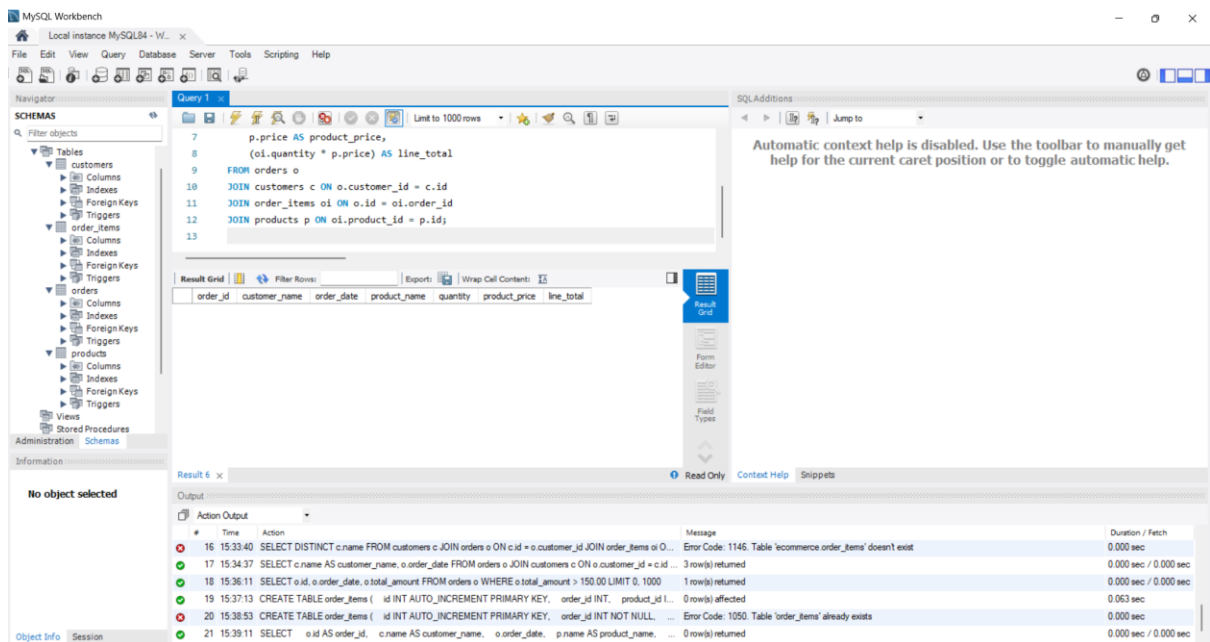 MySQL Workbench
Local instance MySQL84 - W... ×
File Edit View Query Database Server Tools Scripting Help
Navigator
SCHEMAS
Filter objects
Tables
customers
Columns
Indexes
Foreign Keys
Triggers
order_items
Columns
Indexes
Foreign Keys
Triggers
orders
Columns
Indexes
Foreign Keys
Triggers
products
Columns
Indexes
Foreign Keys
Triggers
Views
Stored Procedures
Administration Schemas
Information
No object selected
Object Info Session
Query 1 ×
Limit to 1000 rows
7 p.price AS product_price,
8 (oi.quantity * p.price) AS line_total
9 FROM orders o
10 JOIN customers c ON o.customer_id = c.id
11 JOIN order_items oi ON o.id = oi.order_id
12 JOIN products p ON oi.product_id = p.id;
13
Result Grid Filter Rows: Export: Wrap Cell Content:
order_id customer_name order_date product_name quantity product_price line_total
Result Grid
Form Editor
Field Types
Result 6 × Read Only
SQLAdditions
Jump to
Automatic context help is disabled. Use the toolbar to manually get
help for the current caret position or to toggle automatic help.
Context Help Snippets
Output
Action Output
# Time Action Message Duration / Fetch
16 15:33:40 SELECT DISTINCT c.name FROM customers c JOIN orders o ON c.id = o.customer_id JOIN order_items oi O... Error Code: 1146. Table 'ecommerce.order_items' doesn't exist 0.000 sec
17 15:34:37 SELECT c.name AS customer_name, o.order_date FROM orders o JOIN customers c ON o.customer_id = c.id ... 3 row(s) returned 0.000 sec / 0.000 sec
18 15:36:11 SELECT o.id, o.order_date, o.total_amount FROM orders o WHERE o.total_amount > 150.00 LIMIT 0, 1000 1 row(s) returned 0.000 sec / 0.000 sec
19 15:37:13 CREATE TABLE order_items ( id INT AUTO_INCREMENT PRIMARY KEY, order_id INT, product_id I... 0 row(s) affected 0.063 sec
20 15:38:53 CREATE TABLE order_items ( id INT AUTO_INCREMENT PRIMARY KEY, order_id INT NOT NULL, ... Error Code: 1050. Table 'order_items' already exists 0.000 sec
21 15:39:11 SELECT o.id AS order_id, c.name AS customer_name, o.order_date, p.name AS product_name, ... 0 row(s) returned 0.000 sec / 0.000 sec